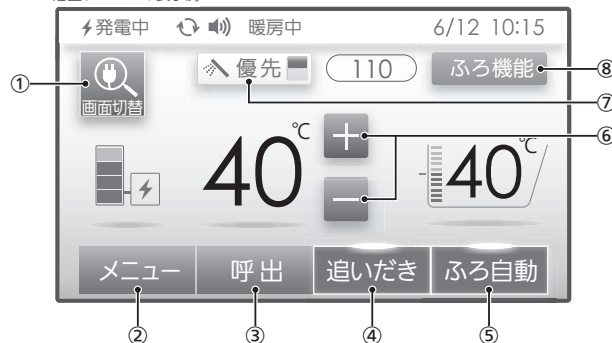 発電中 暖房中 6/12 10:15
① 画面切替 優先 110 ふろ機能 ⑧
⑦
40℃ + − ⑥ 40℃
メニュー 呼出 追いだき ふろ自動
② ③ ④ ⑤